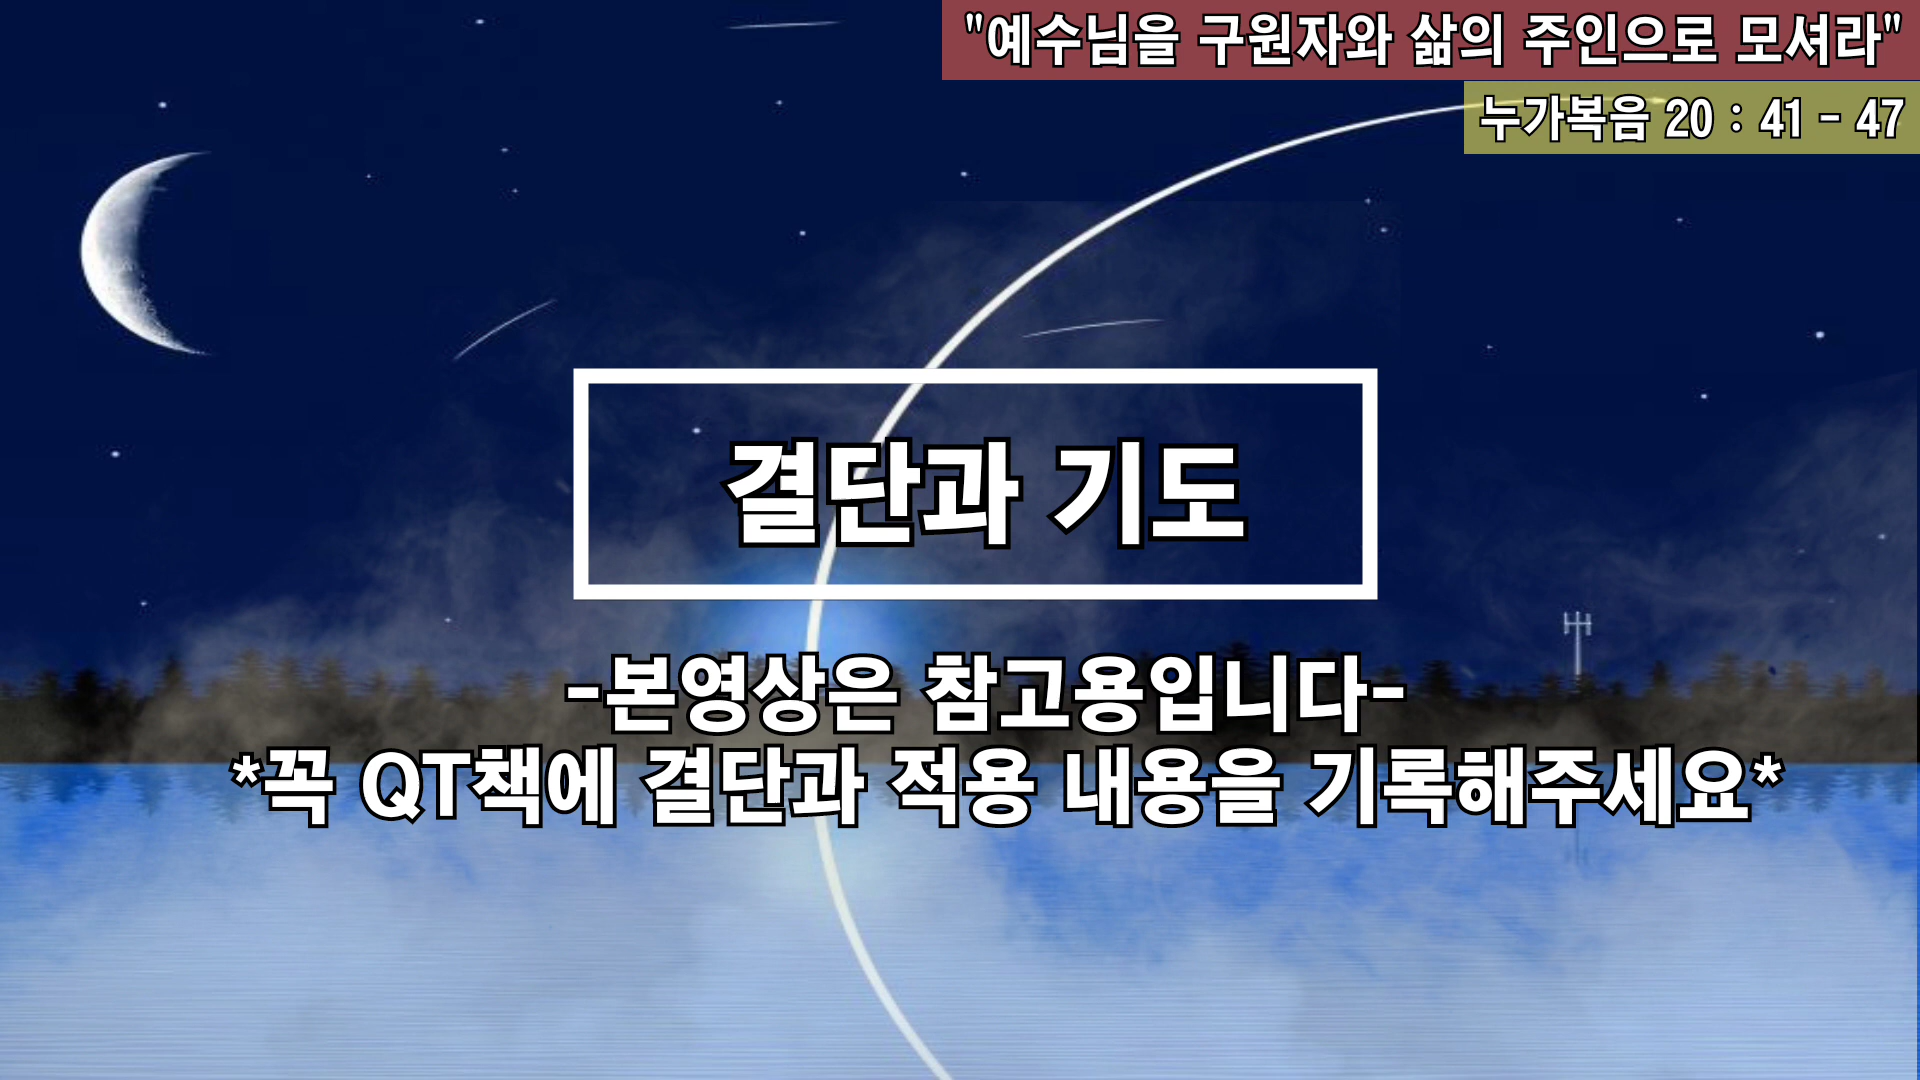 "예수님을 구원자와 삶의 주인으로 모셔라"
누가복음 20 : 41 - 47
결단과 기도
-본영상은 참고용입니다-
*꼭 QT책에 결단과 적용 내용을 기록해주세요*